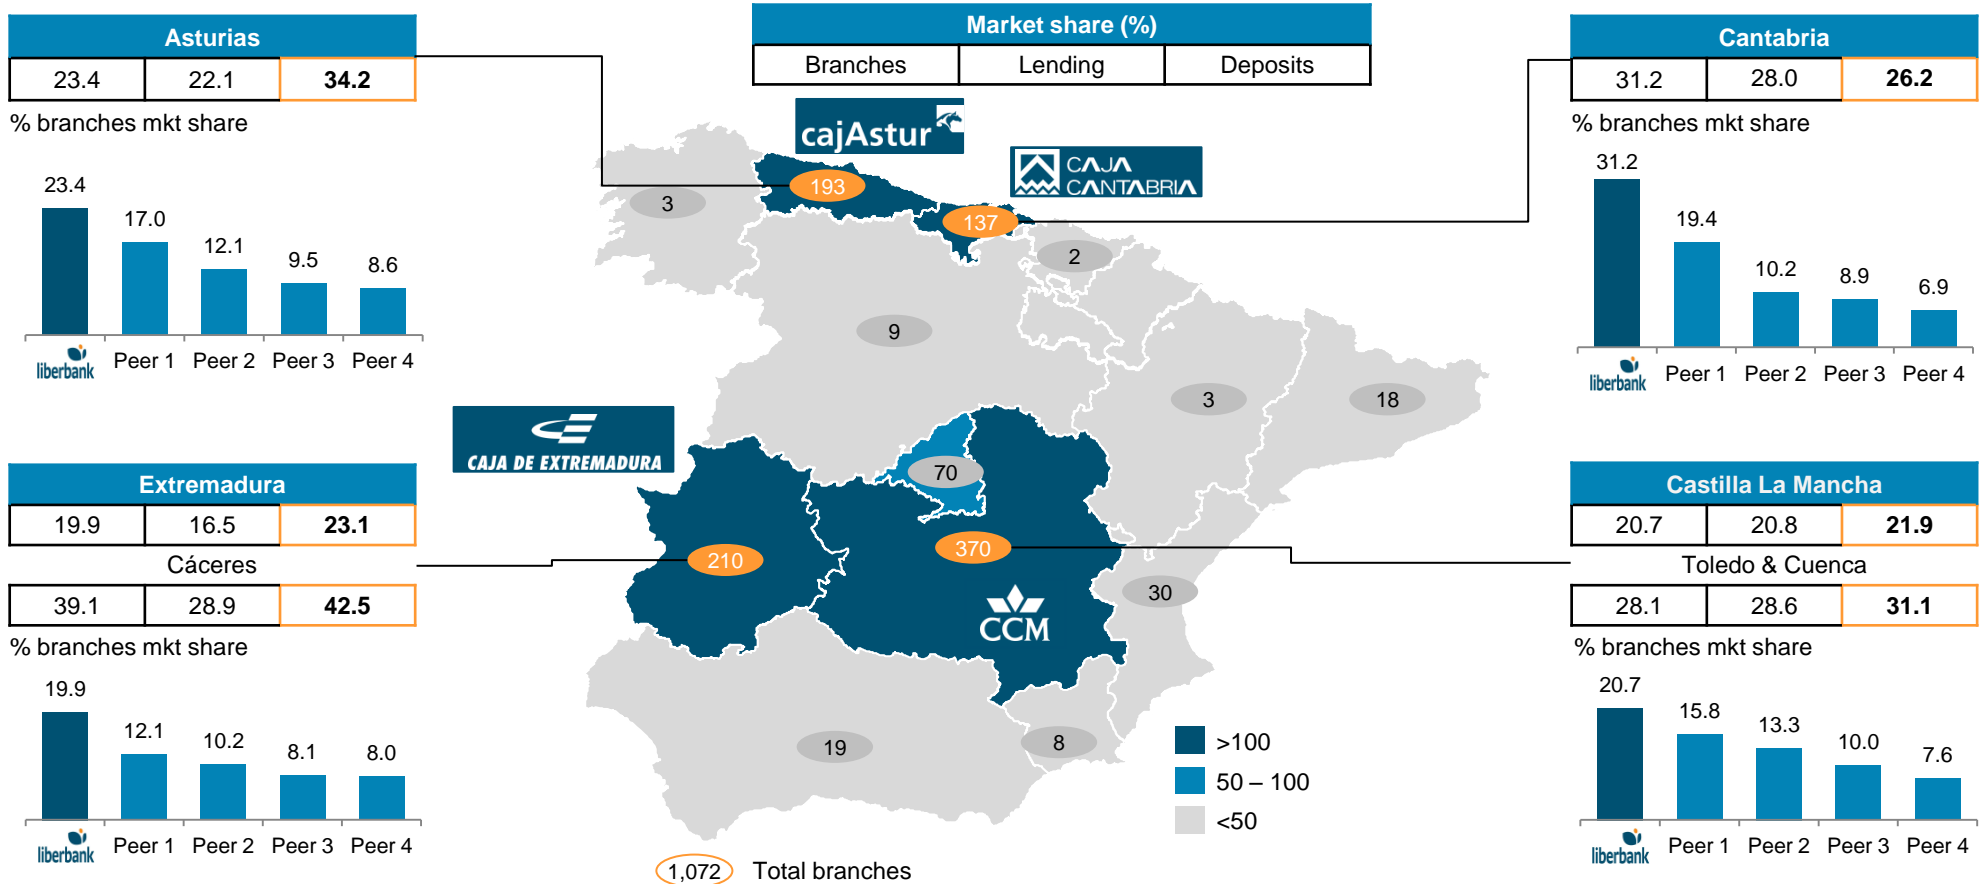 Market share (%)
Branches Lending Deposits
Asturias
23.4 22.1 34.2
% branches mkt share
23.4
17.0
12.1
9.5
8.6
liberbank Peer 1 Peer 2 Peer 3 Peer 4
Cantabria
31.2 28.0 26.2
% branches mkt share
31.2
19.4
10.2
8.9
6.9
liberbank Peer 1 Peer 2 Peer 3 Peer 4
cajAstur
CAJA
CANTABRIA
193
3
137
2
9
3
18
CAJA DE EXTREMADURA
70
370
210
30
CCM
19
8
Extremadura
19.9 16.5 23.1
Cáceres
39.1 28.9 42.5
% branches mkt share
19.9
12.1
10.2
8.1
8.0
liberbank Peer 1 Peer 2 Peer 3 Peer 4
Castilla La Mancha
20.7 20.8 21.9
Toledo & Cuenca
28.1 28.6 31.1
% branches mkt share
20.7
15.8
13.3
10.0
7.6
liberbank Peer 1 Peer 2 Peer 3 Peer 4
>100
50 – 100
<50
1,072 Total branches